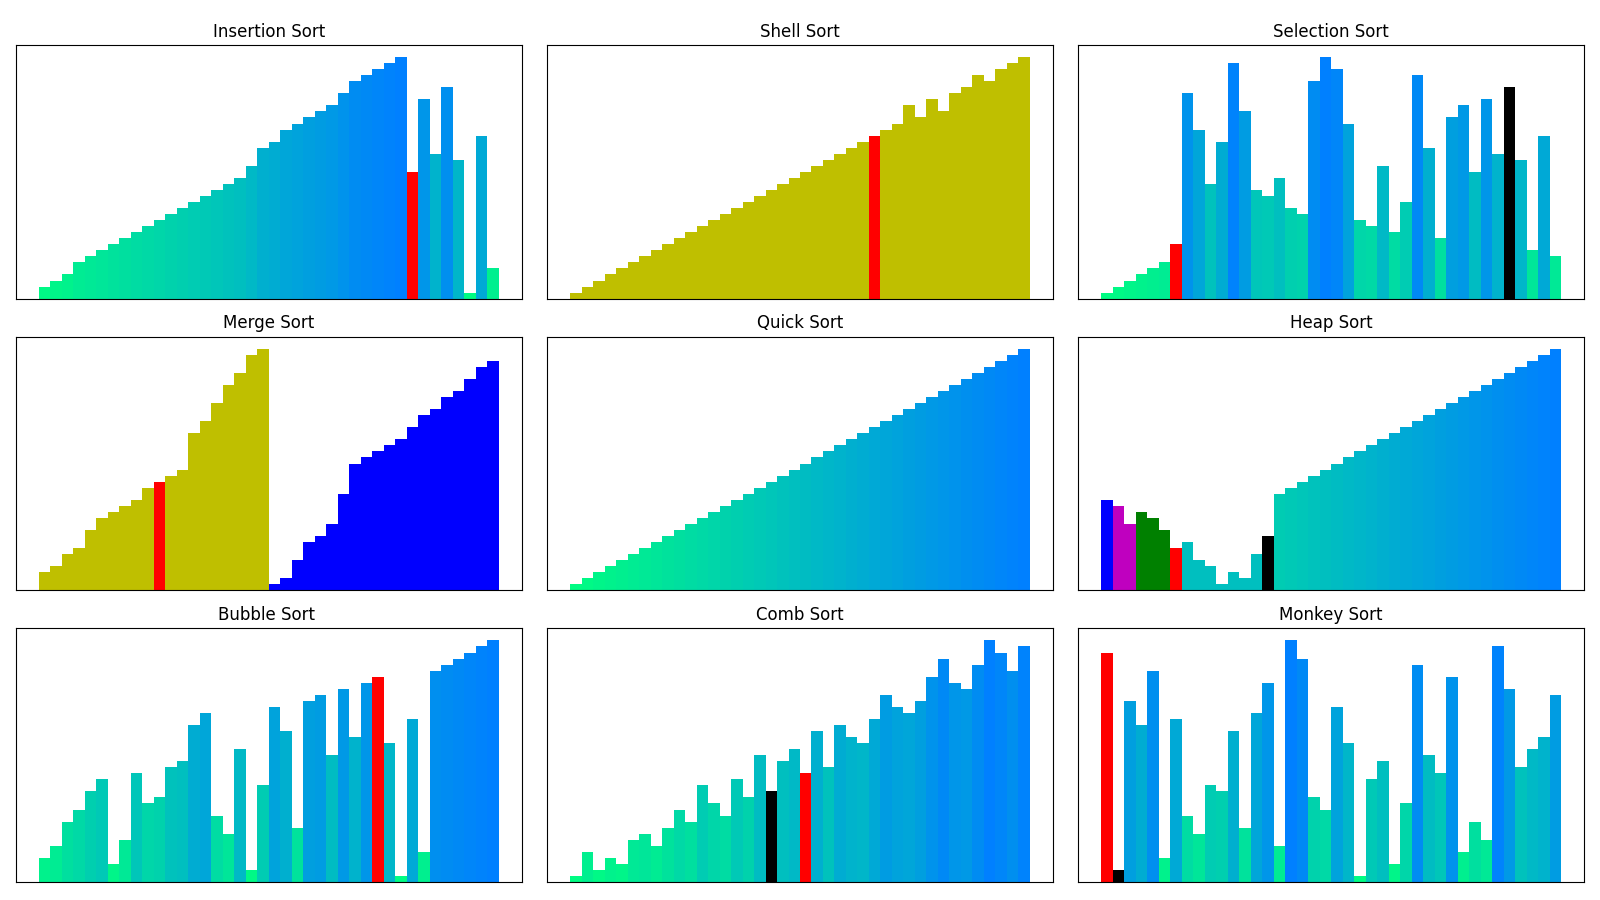 Insertion Sort
Shell Sort
Selection Sort
Merge Sort
Quick Sort
Heap Sort
Bubble Sort
Comb Sort
Monkey Sort